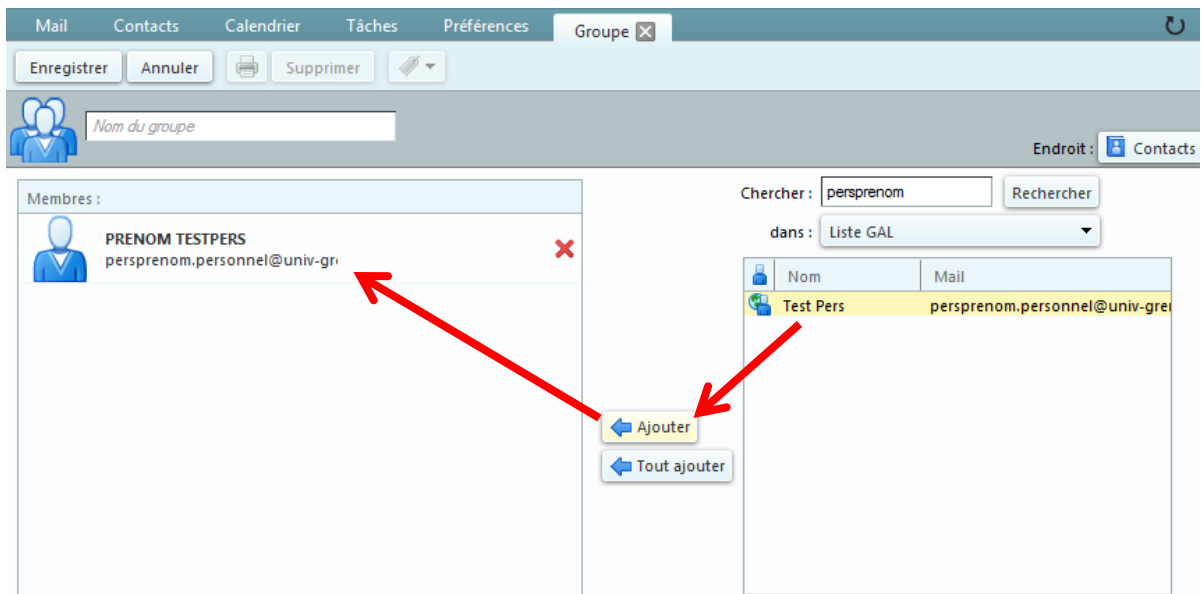 Mail Contacts Calendrier Tâches Préférences Groupe
Enregistrer Annuler Supprimer
Nom du groupe
Endroit : Contacts
Membres :
PRENOM TESTPERS
persprenom.personnel@univ-gre
Chercher : persprenom Rechercher
dans : Liste GAL
Nom Mail
Test Pers persprenom.personnel@univ-gre
Ajouter
Tout ajouter